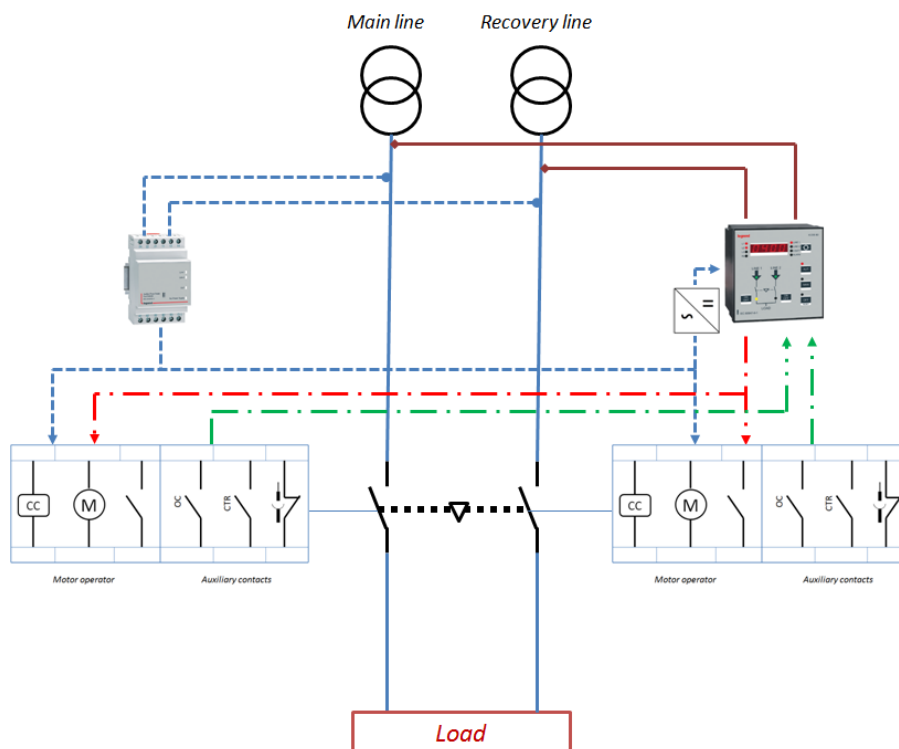 Main line
Recovery line
CC
M
OC
CTR
CC
M
OC
CTR
Motor operator
Auxiliary contacts
Motor operator
Auxiliary contacts
Load